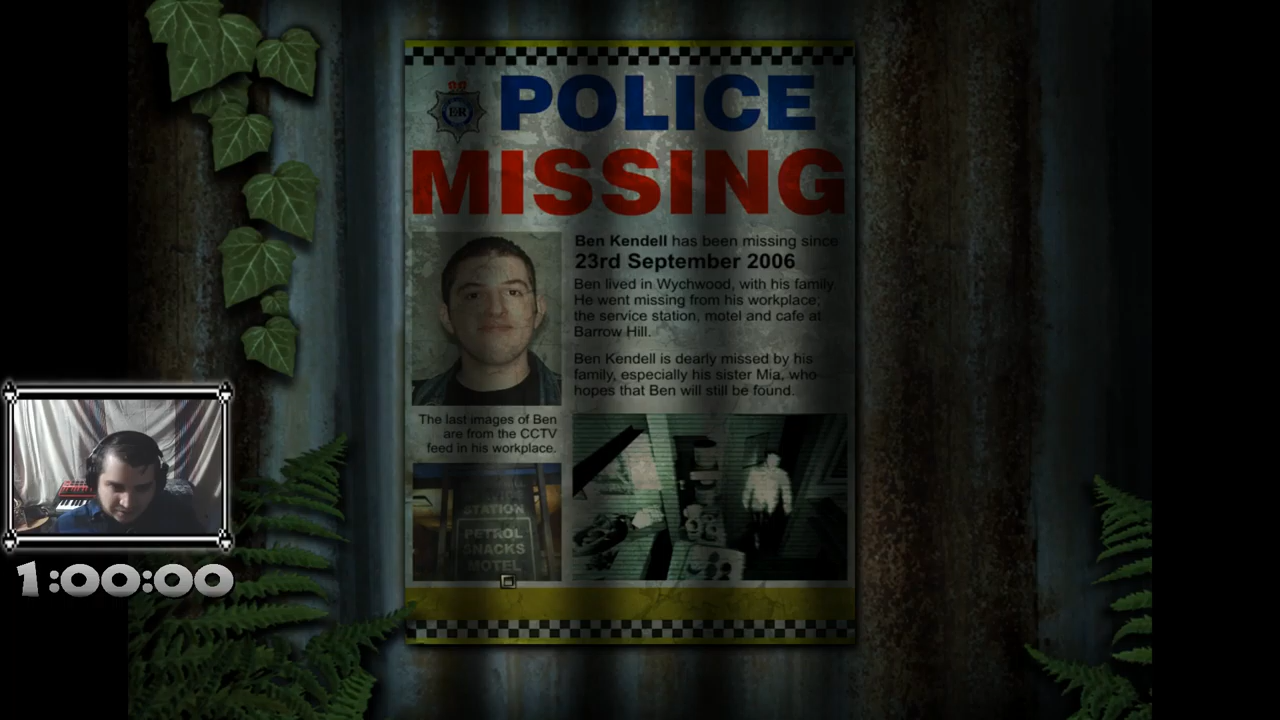 POLICE
MISSING
Ben Kendell has been missing since
23rd September 2006
Ben lived in Wychwood, with his family.
He went missing from his workplace;
the service station, motel and cafe at
Barrow Hill.
Ben Kendell is dearly missed by his
family, especially his sister Mia, who
hopes that Ben will still be found.
The last images of Ben
are from the CCTV
feed in his workplace.
STATION
PETROL
SNACKS
MOTEL
1:00:00